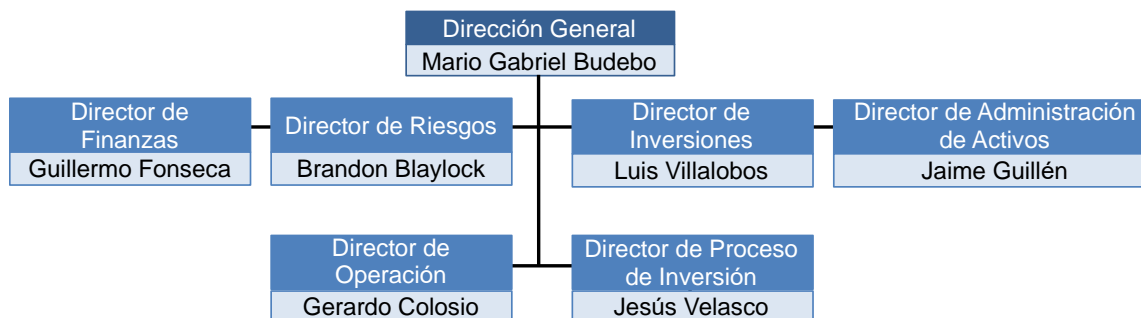 Dirección General
Mario Gabriel Budebo
Director de
Finanzas
Guillermo Fonseca
Director de Riesgos
Brandon Blaylock
Director de
Inversiones
Luis Villalobos
Director de Administración
de Activos
Jaime Guillén
Director de
Operación
Gerardo Colosio
Director de Proceso
de Inversión
Jesús Velasco